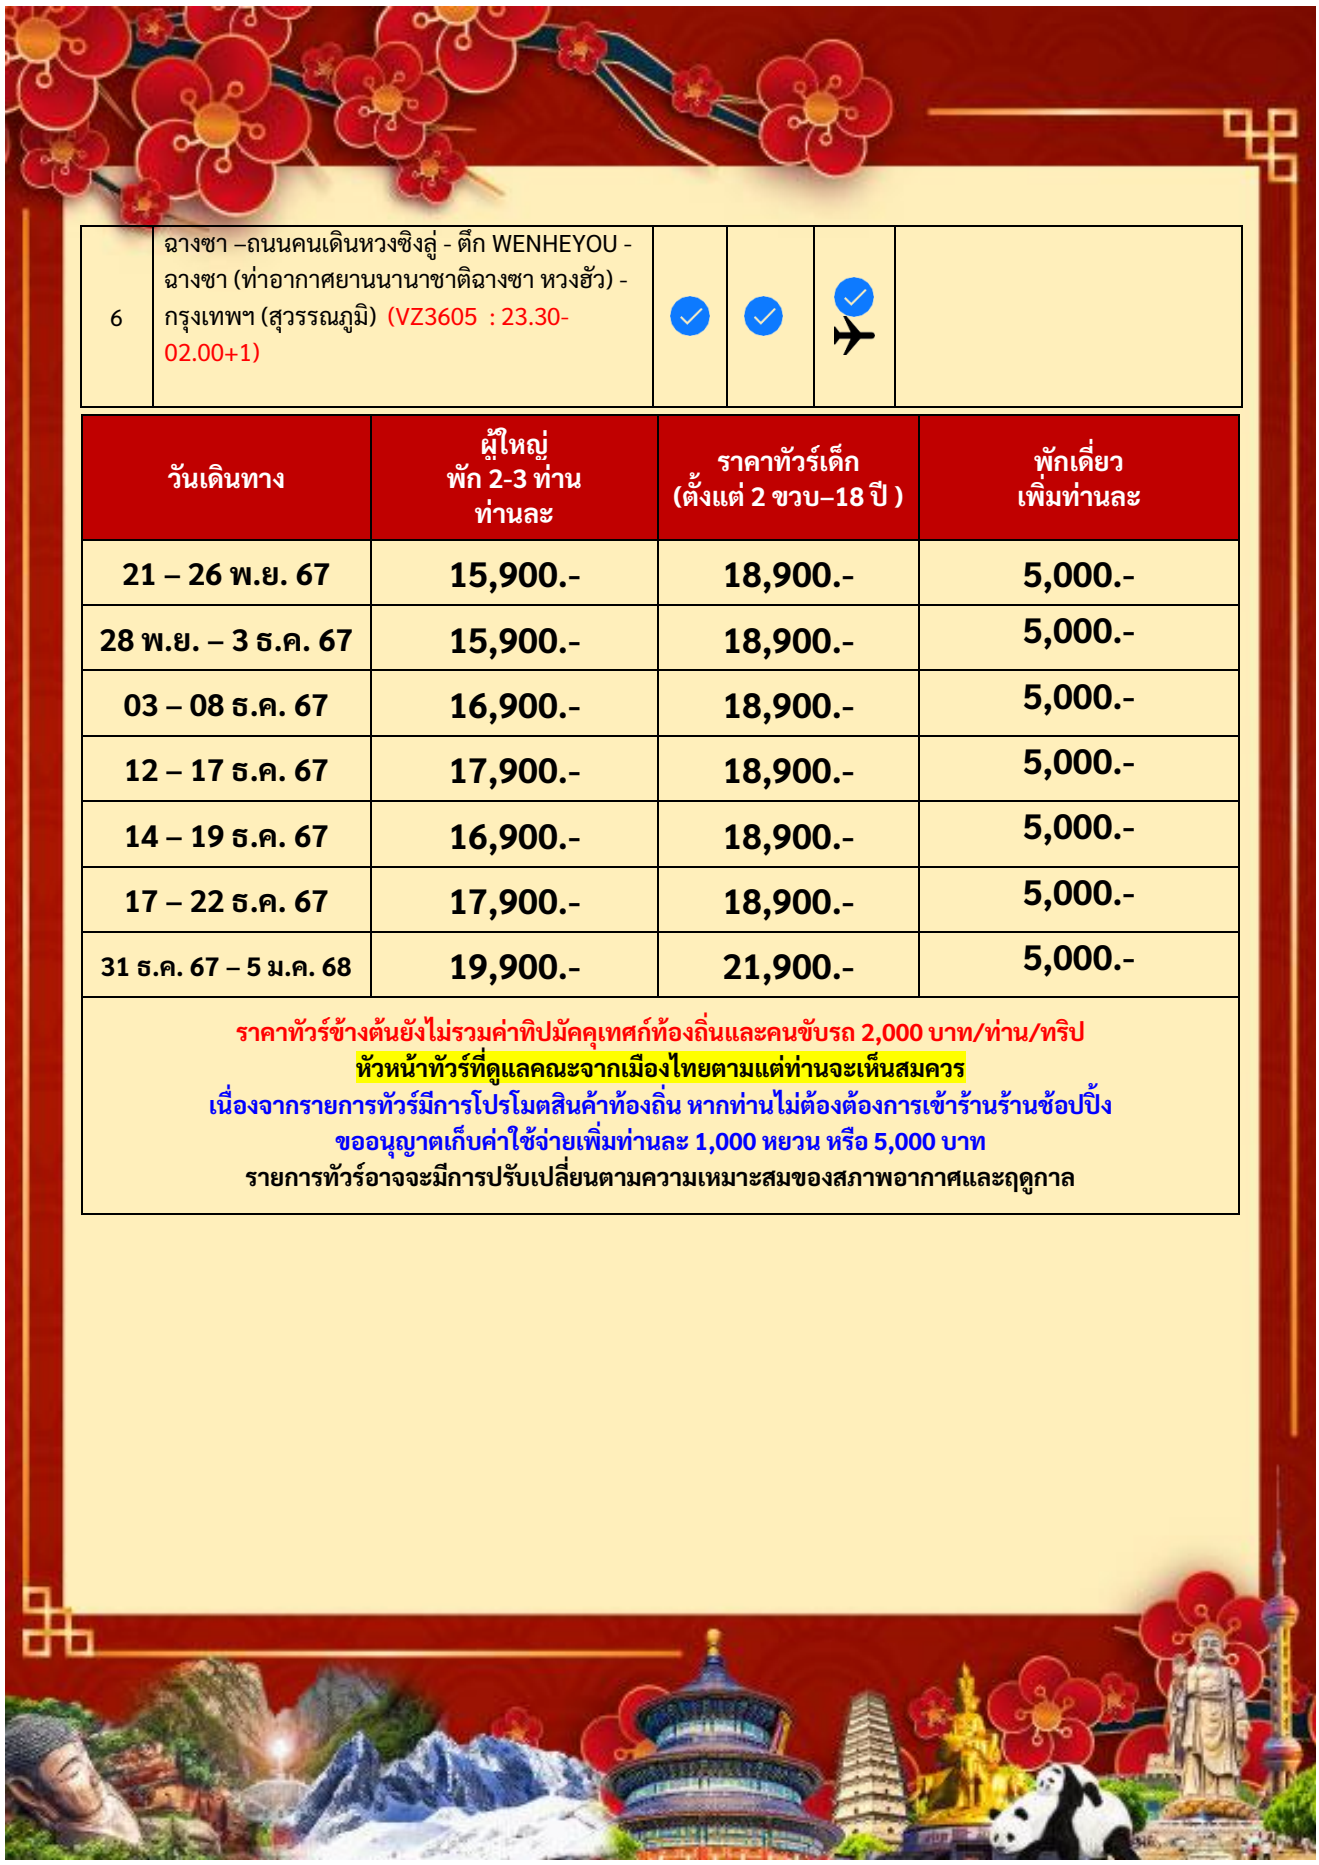 6
ฉางซา –ถนนคนเดินหวงซิงลู่ - ตึก WENHEYOU -
ฉางซา (ท่าอากาศยานนานาชาติฉางซา หวงฮัว) -
กรุงเทพฯ (สุวรรณภูมิ) (VZ3605 : 23.30-
02.00+1)
วันเดินทาง
ผู้ใหญ่
พัก 2-3 ท่าน
ท่านละ
ราคาทัวร์เด็ก
(ตั้งแต่ 2 ขวบ–18 ปี )
พักเดี่ยว
เพิ่มท่านละ
21 – 26 พ.ย. 67 15,900.- 18,900.- 5,000.-
28 พ.ย. – 3 ธ.ค. 67 15,900.- 18,900.- 5,000.-
03 – 08 ธ.ค. 67 16,900.- 18,900.- 5,000.-
12 – 17 ธ.ค. 67 17,900.- 18,900.- 5,000.-
14 – 19 ธ.ค. 67 16,900.- 18,900.- 5,000.-
17 – 22 ธ.ค. 67 17,900.- 18,900.- 5,000.-
31 ธ.ค. 67 – 5 ม.ค. 68 19,900.- 21,900.- 5,000.-
ราคาทัวร์ข้างต้นยังไม่รวมค่าทิปมัคคุเทศก์ท้องถิ่นและคนขับรถ 2,000 บาท/ท่าน/ทริป
หัวหน้าทัวร์ที่ดูแลคณะจากเมืองไทยตามแต่ท่านจะเห็นสมควร
เนื่องจากรายการทัวร์มีการโปรโมตสินค้าท้องถิ่น หากท่านไม่ต้องต้องการเข้าร้านร้านช้อปปิ้ง
ขออนุญาตเก็บค่าใช้จ่ายเพิ่มท่านละ 1,000 หยวน หรือ 5,000 บาท
รายการทัวร์อาจจะมีการปรับเปลี่ยนตามความเหมาะสมของสภาพอากาศและฤดูกาล